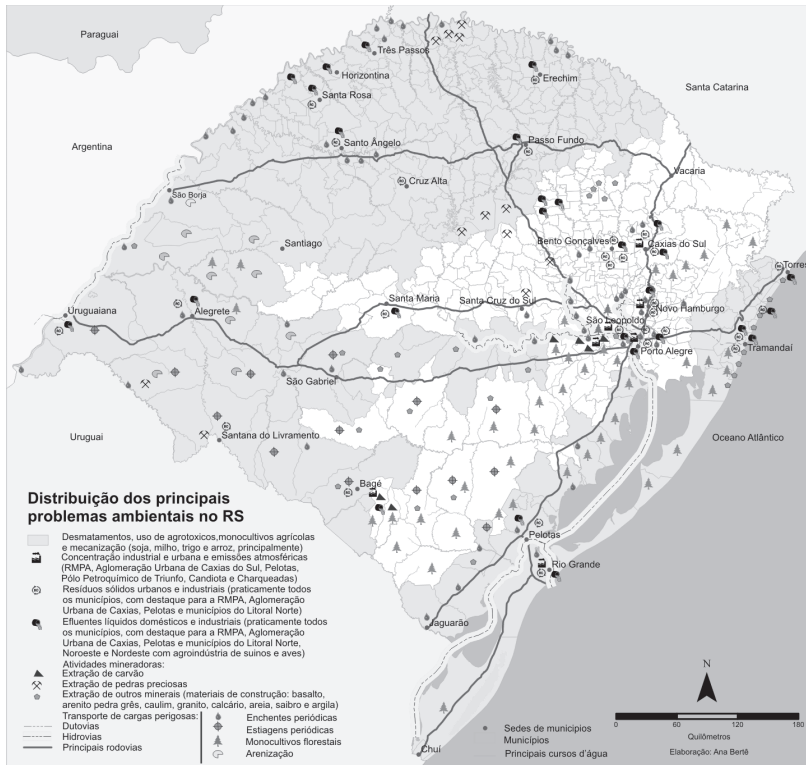 Paraguai
Três Passos
Horizontina
Erechim
Santa Rosa
Santa Catarina
Argentina
Santo Ângelo
Passo Fundo
Vacaria
Cruz Alta
São Borja
Bento Gonçalves
Caxias do Sul
Santiago
Torres
Uruguaiana
Alegrete
Santa Maria
Santa Cruz do Sul
Novo Hamburgo
São Leopoldo
Porto Alegre
Tramandaí
São Gabriel
Uruguai
Santana do Livramento
Oceano Atlântico
Bagé
Pelotas
Rio Grande
Jaguarão
Chuí
Distribuição dos principais
problemas ambientais no RS
Desmatamentos, uso de agrotoxicos,monocultivos agrícolas
e mecanização (soja, milho, trigo e arroz, principalmente)
Concentração industrial e urbana e emissões atmosféricas
(RMPA, Aglomeração Urbana de Caxias do Sul, Pelotas,
Pólo Petroquímico de Triunfo, Candiota e Charqueadas)
Resíduos sólidos urbanos e industriais (praticamente todos
os municípios, com destaque para a RMPA, Aglomeração
Urbana de Caxias, Pelotas e municípios do Litoral Norte)
Efluentes líquidos domésticos e industriais (praticamente todos
os municípios, com destaque para a RMPA, Aglomeração
Urbana de Caxias, Pelotas e municípios do Litoral Norte,
Noroeste e Nordeste com agroindústria de suinos e aves)
Atividades mineradoras:
Extração de carvão
Extração de pedras preciosas
Extração de outros minerais (materiais de construção: basalto,
arenito pedra grês, caulim, granito, calcário, areia, saibro e argila)
Transporte de cargas perigosas:
Dutovias
Hidrovias
Principais rodovias
Enchentes periódicas
Estiagens periódicas
Monocultivos florestais
Arenização
Sedes de municipios
Municípios
Principais cursos d'água
N
0 60 120 180
Quilômetros
Elaboração: Ana Bertê